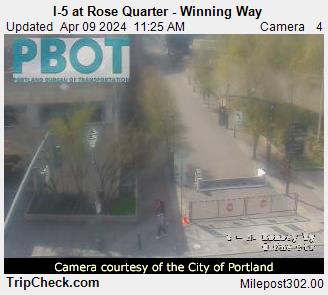 I-5 at Rose Quarter - Winning Way
Updated Apr 09 2024 11:25 AM Camera 4
PBOT
PORTLAND BUREAU OF TRANSPORTATION
Camera courtesy of the City of Portland
TripCheck.com Milepost302.00